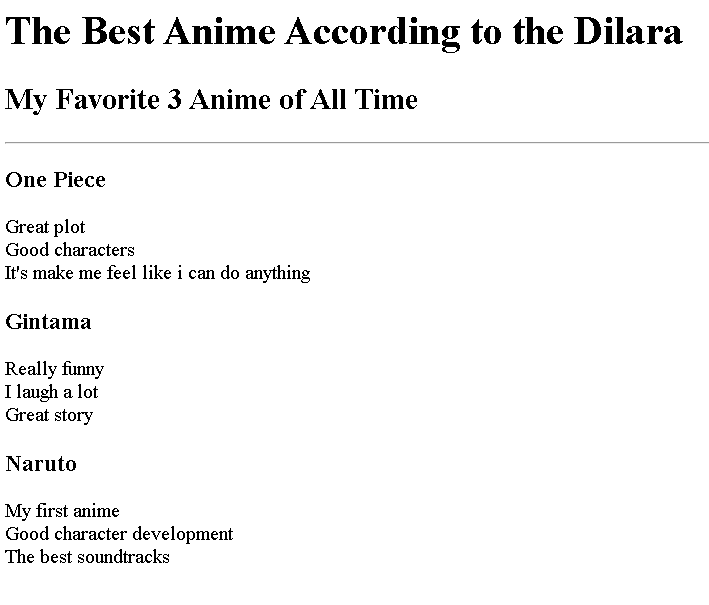 The Best Anime According to the Dilara
My Favorite 3 Anime of All Time
One Piece
Great plot
Good characters
It's make me feel like i can do anything
Gintama
Really funny
I laugh a lot
Great story
Naruto
My first anime
Good character development
The best soundtracks